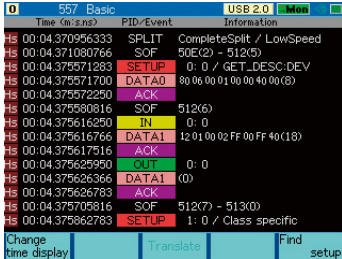 0 557 Basic USB 2.0 Mon
Time (m:s.ns) PID/Event Information
Hs 00:04.370956333 SPLIT CompleteSplit / LowSpeed
Hs 00:04.371080766 SOF 50E(2) - 512(5)
Hs 00:04.375571283 SETUP 0: 0 / GET_DESC:DEV
Hs 00:04.375571700 DATA0 80 06 00 01 00 00 40 00(8)
Hs 00:04.375572250 ACK
Hs 00:04.375580816 SOF 512(6)
Hs 00:04.375616250 IN 0: 0
Hs 00:04.375616766 DATA1 12 01 00 02 FF 00 FF 40(18)
Hs 00:04.375617516 ACK
Hs 00:04.375625950 OUT 0: 0
Hs 00:04.375626366 DATA1 (0)
Hs 00:04.375626783 ACK
Hs 00:04.375705816 SOF 512(7) - 513(0)
Hs 00:04.375862783 SETUP 1: 0 / Class specific
Change time display Translate Find setup